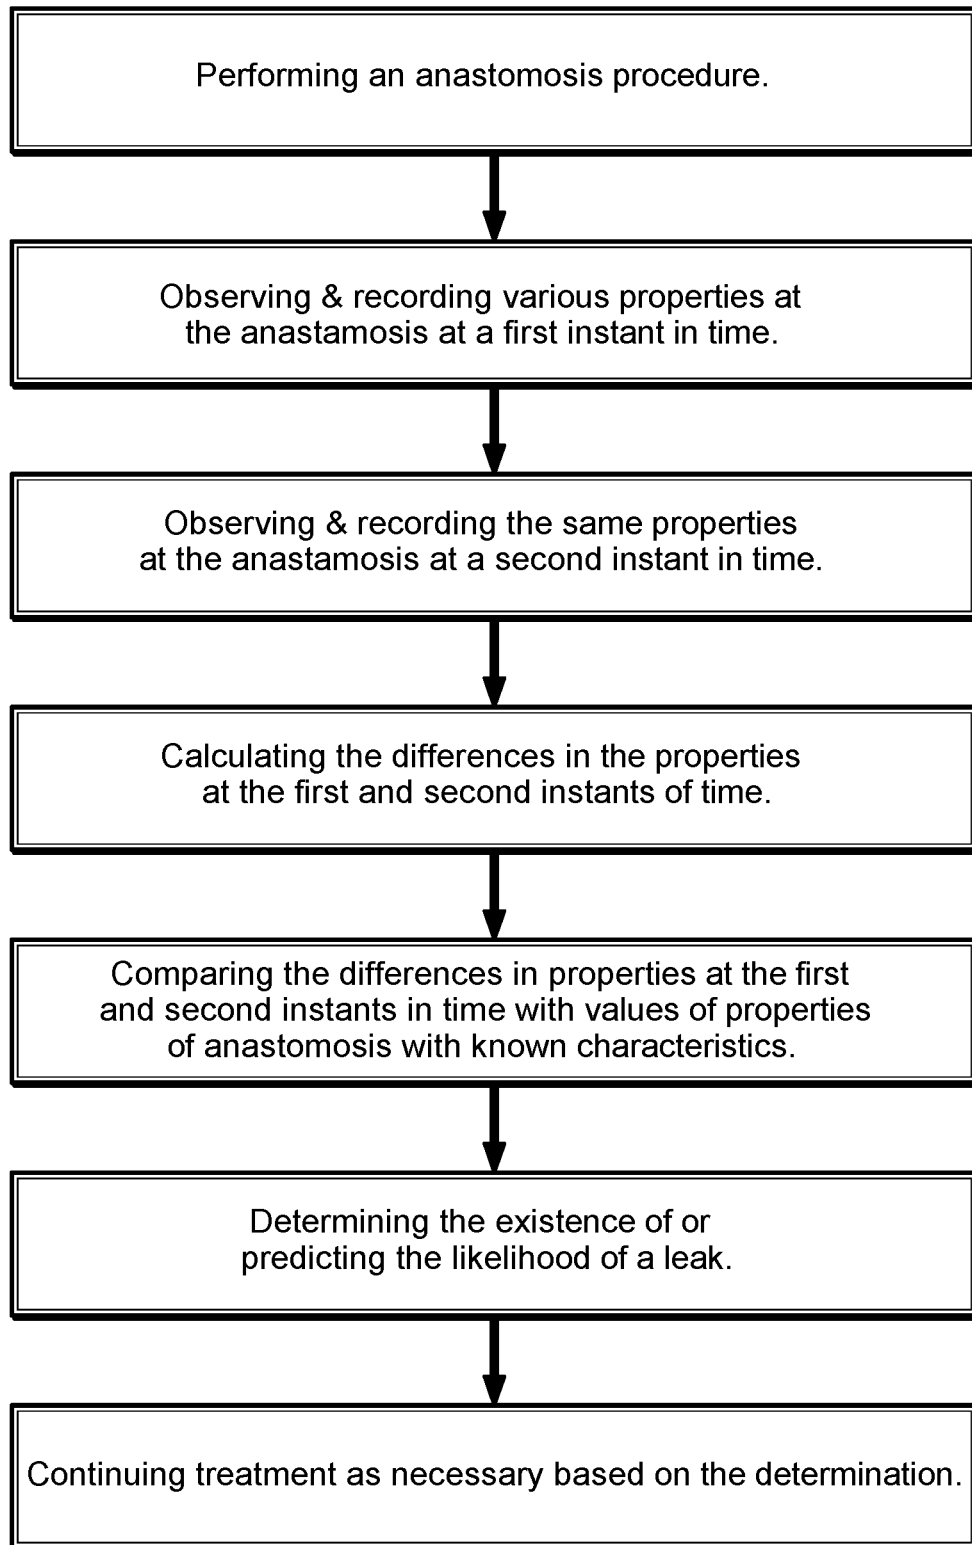 Performing an anastomosis procedure.
Observing & recording various properties at
the anastamosis at a first instant in time.
Observing & recording the same properties
at the anastamosis at a second instant in time.
Calculating the differences in the properties
at the first and second instants of time.
Comparing the differences in properties at the first
and second instants in time with values of properties
of anastomosis with known characteristics.
Determining the existence of or
predicting the likelihood of a leak.
Continuing treatment as necessary based on the determination.